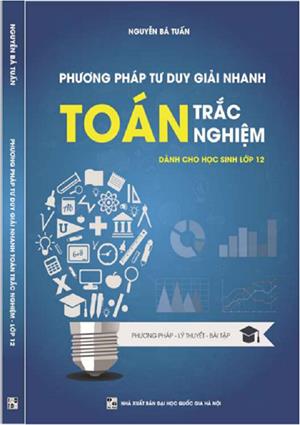 NGUYỄN BÁ TUẤN
PHƯƠNG PHÁP TƯ DUY GIẢI NHANH
TOÁN TRẮC NGHIỆM
DÀNH CHO HỌC SINH LỚP 12
PHƯƠNG PHÁP - LÝ THUYẾT - BÀI TẬP
NHÀ XUẤT BẢN ĐẠI HỌC QUỐC GIA HÀ NỘI
NGUYỄN BÁ TUẤN
PHƯƠNG PHÁP TƯ DUY GIẢI NHANH TOÁN TRẮC NGHIỆM - LỚP 12